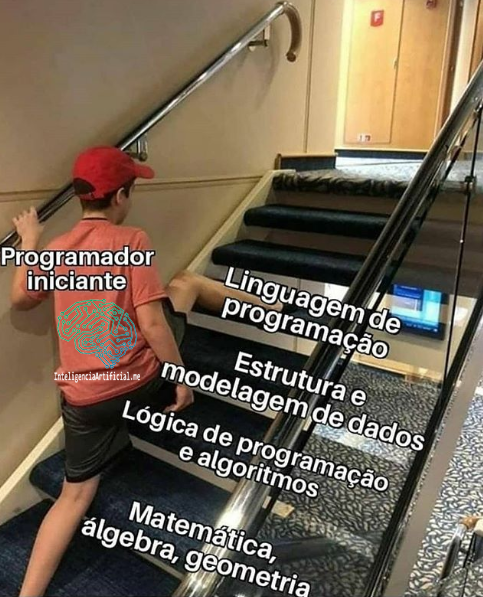 Programador
iniciante
InteligenciaArtificial.me
Linguagem de
programação
Estrutura e
modelagem de dados
Lógica de programação
e algoritmos
Matemática,
álgebra, geometria